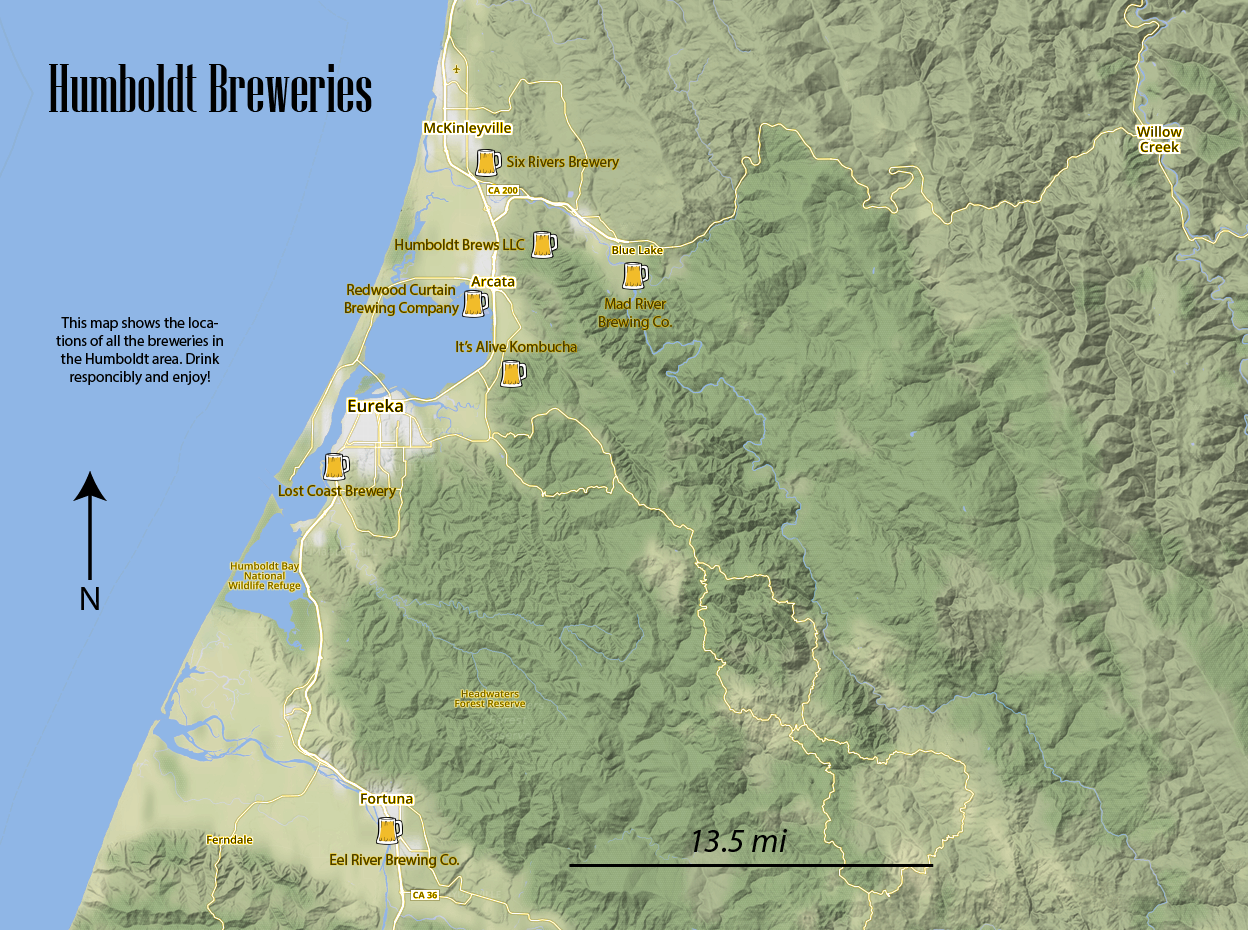 Humboldt Breweries
McKinleyville
Willow
Creek
Six Rivers Brewery
CA 200
Humboldt Brews LLC
Blue Lake
Arcata
Redwood Curtain
Brewing Company
Mad River
Brewing Co.
This map shows the loca-
tions of all the breweries in
the Humboldt area. Drink
responcibly and enjoy!
It's Alive Kombucha
Eureka
Lost Coast Brewery
N
Humboldt Bay
National
Wildlife Refuge
Headwaters
Forest Reserve
Fortuna
Ferndale
Eel River Brewing Co.
13.5 mi
CA 36